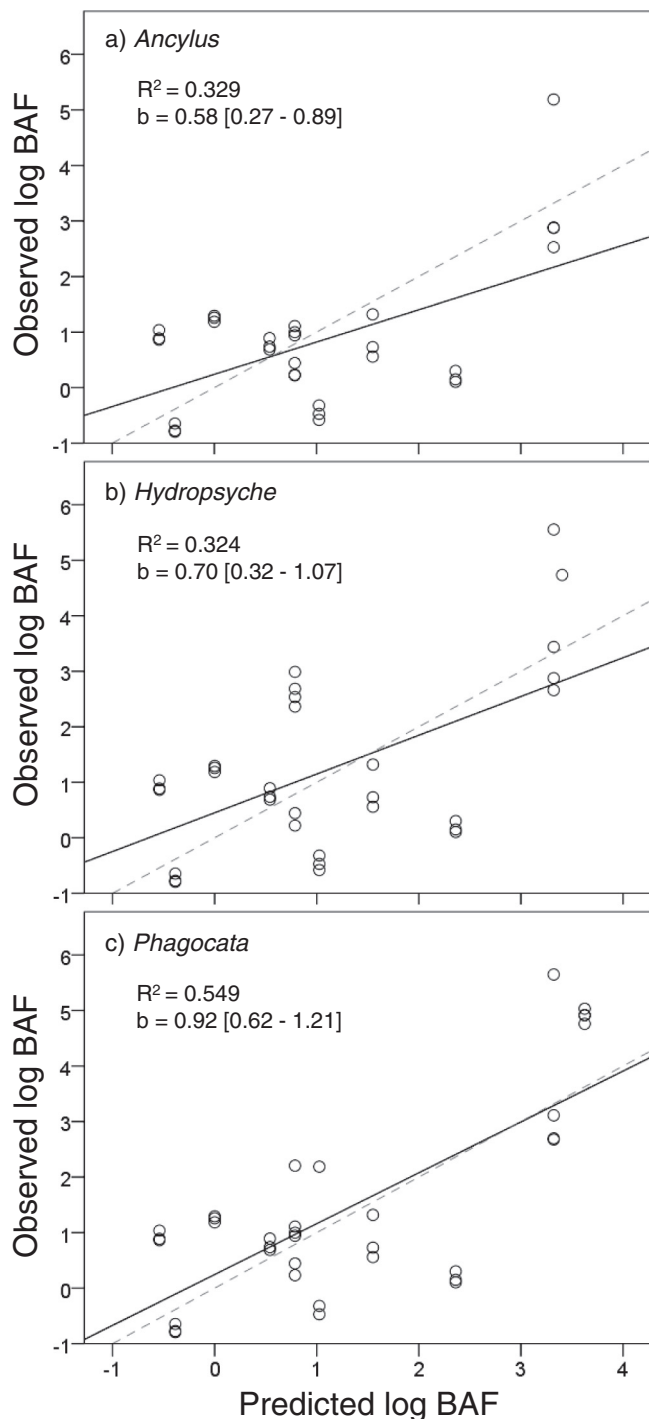 a) Ancylus
R² = 0.329
b = 0.58 [0.27 - 0.89]
Observed log BAF
6
5
4
3
2
1
0
-1
b) Hydropsyche
R² = 0.324
b = 0.70 [0.32 - 1.07]
Observed log BAF
6
5
4
3
2
1
0
-1
c) Phagocata
R² = 0.549
b = 0.92 [0.62 - 1.21]
Observed log BAF
6
5
4
3
2
1
0
-1
-1 0 1 2 3 4
Predicted log BAF